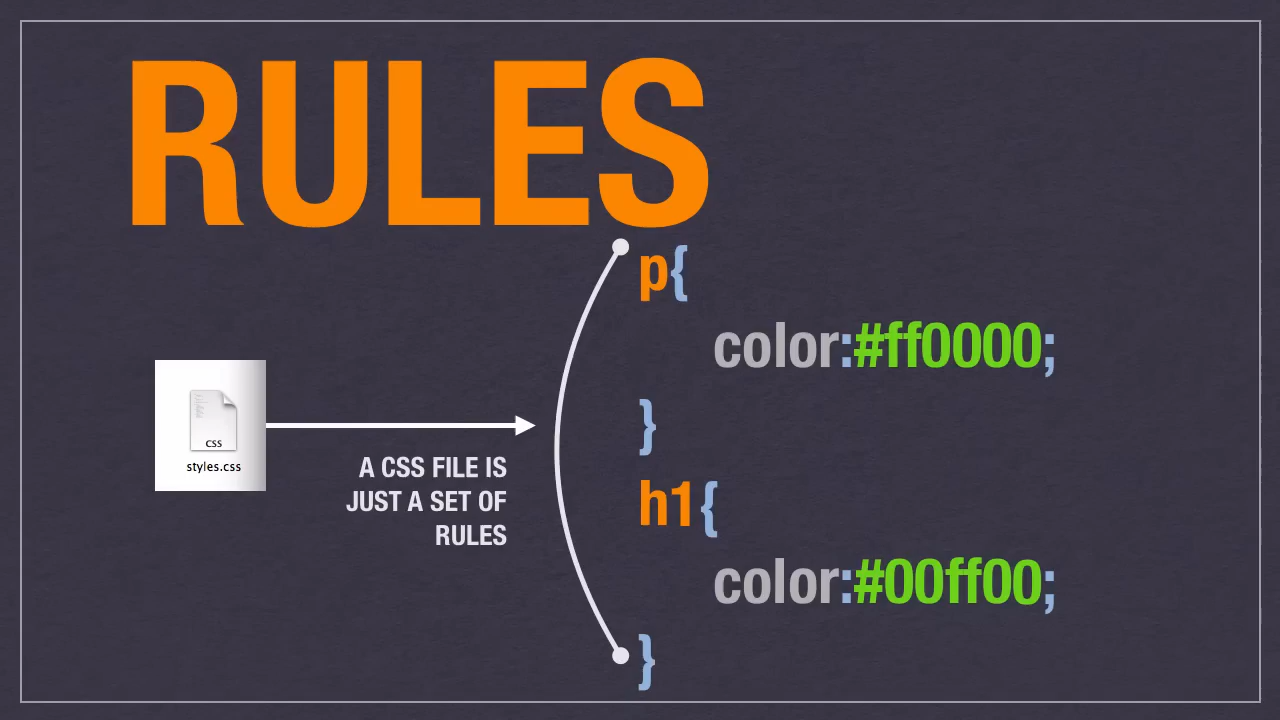 RULES
p{
color:#ff0000;
}
h1{
color:#00ff00;
}
CSS
styles.css
A CSS FILE IS
JUST A SET OF
RULES